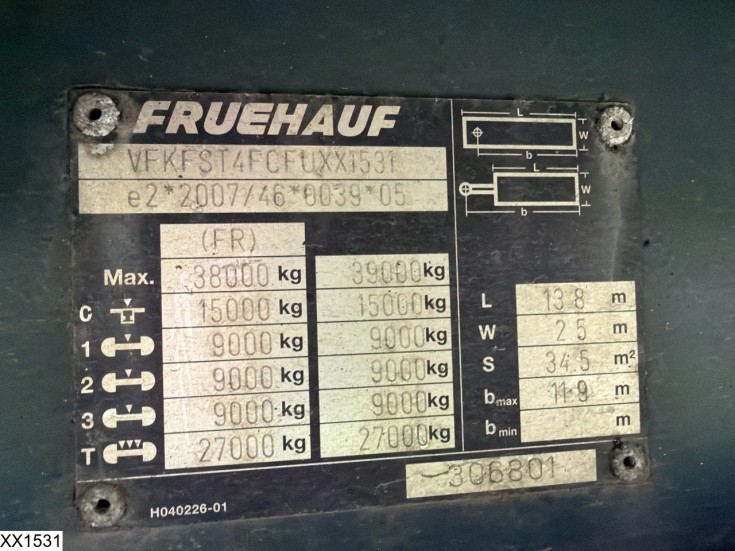 FRUEHAUF
VFKFST4FCFUXX1531
e2*2007/46*0039*05
(FR)
Max. 38000 kg 39000 kg
C 15000 kg 15000 kg
1 9000 kg 9000 kg
2 9000 kg 9000 kg
3 9000 kg 9000 kg
T 27000 kg 27000 kg
L
W
b
L
W
b
L 13.8 m
W 2.5 m
S 34.5 m²
bmax 11.9 m
bmin m
306801
H040226-01
XX1531